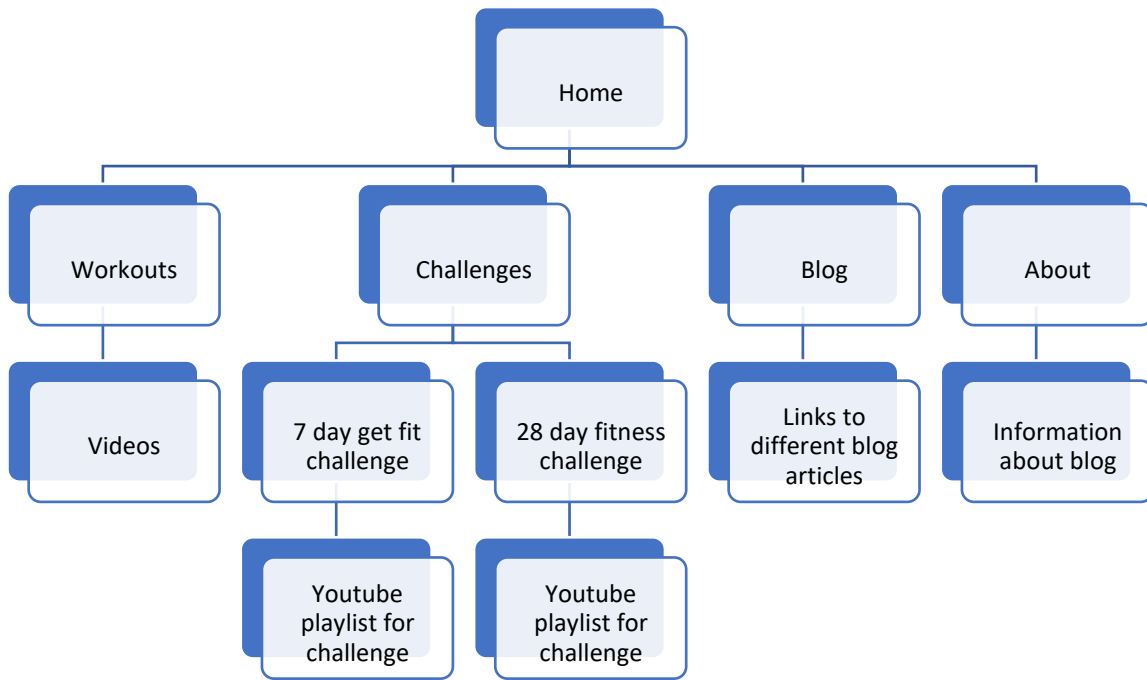 Home
Workouts
Challenges
Blog
About
Videos
7 day get fit
challenge
28 day fitness
challenge
Links to
different blog
articles
Information
about blog
Youtube
playlist for
challenge
Youtube
playlist for
challenge